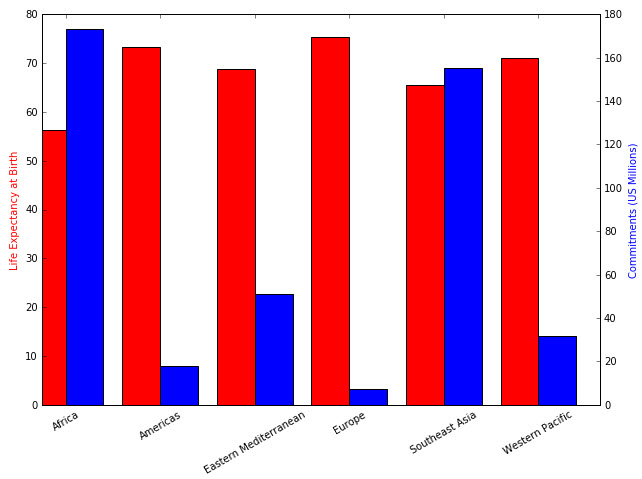 80
70
60
50
40
30
20
10
0
180
160
140
120
100
80
60
40
20
0
Life Expectancy at Birth
Commitments (US Millions)
Africa
Americas
Eastern Mediterranean
Europe
Southeast Asia
Western Pacific